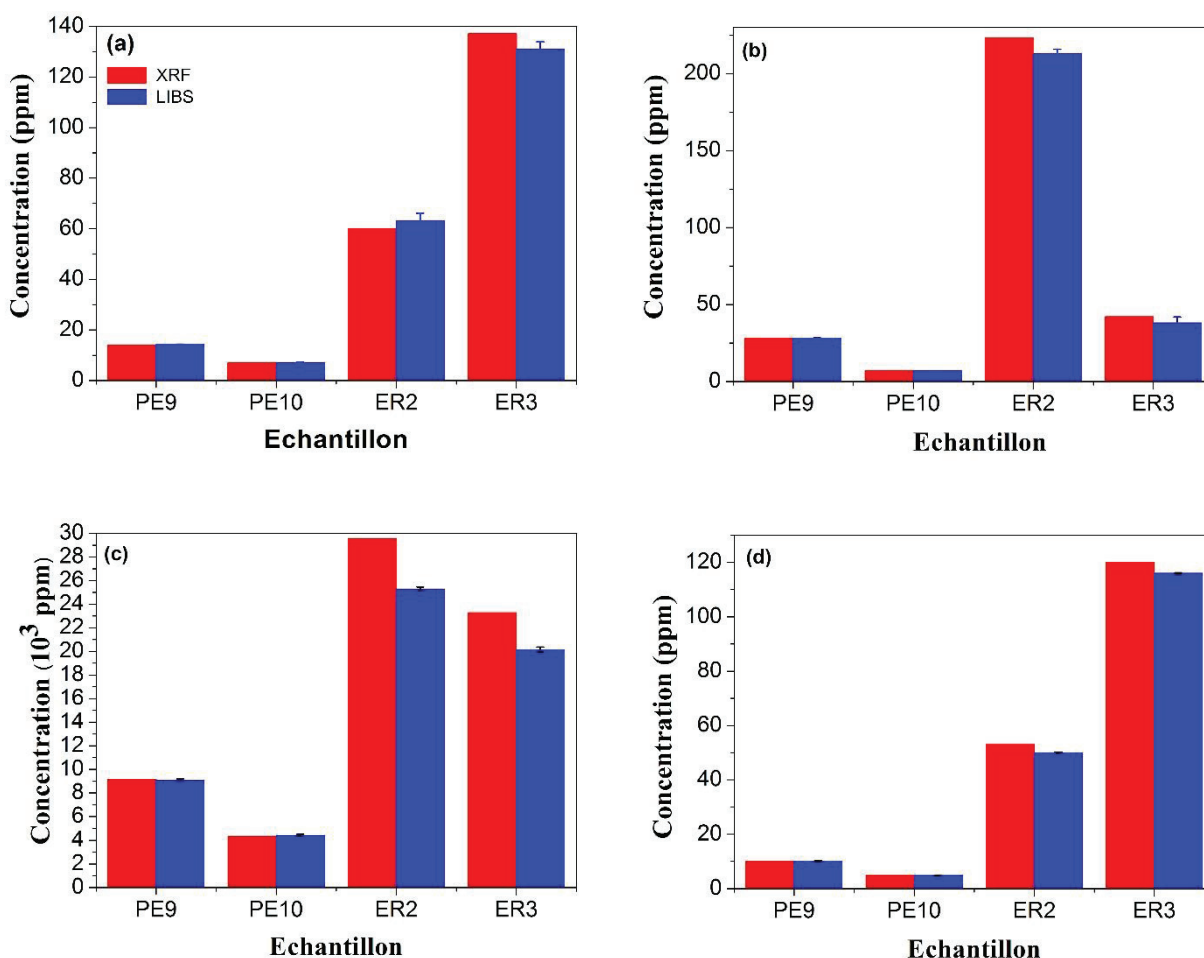 (a)
XRF
LIBS
Concentration (ppm)
140
120
100
80
60
40
20
0
PE9 PE10 ER2 ER3
Echantillon
(b)
Concentration (ppm)
200
150
100
50
0
PE9 PE10 ER2 ER3
Echantillon
(c)
Concentration (10³ ppm)
30
28
26
24
22
20
18
16
14
12
10
8
6
4
2
0
PE9 PE10 ER2 ER3
Echantillon
(d)
Concentration (ppm)
120
100
80
60
40
20
0
PE9 PE10 ER2 ER3
Echantillon